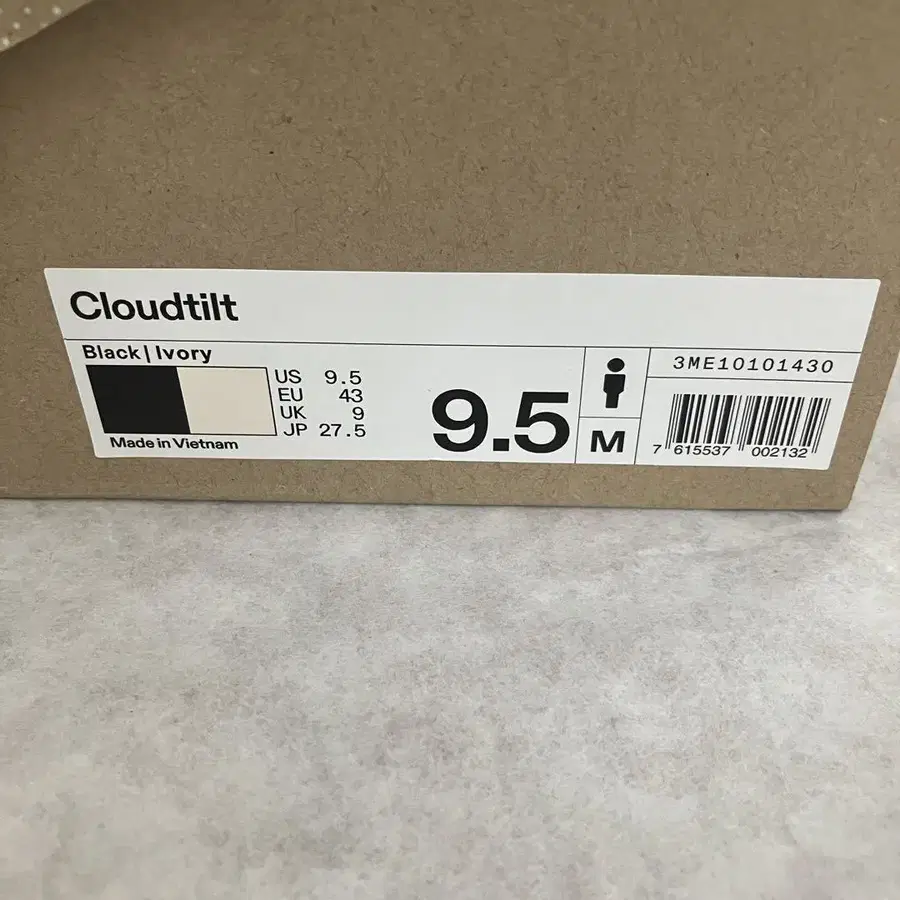 Cloudtilt
Black|Ivory
US 9.5
EU 43
UK 9
JP 27.5
Made in Vietnam
9.5
M
3ME10101430
7 615537 002132